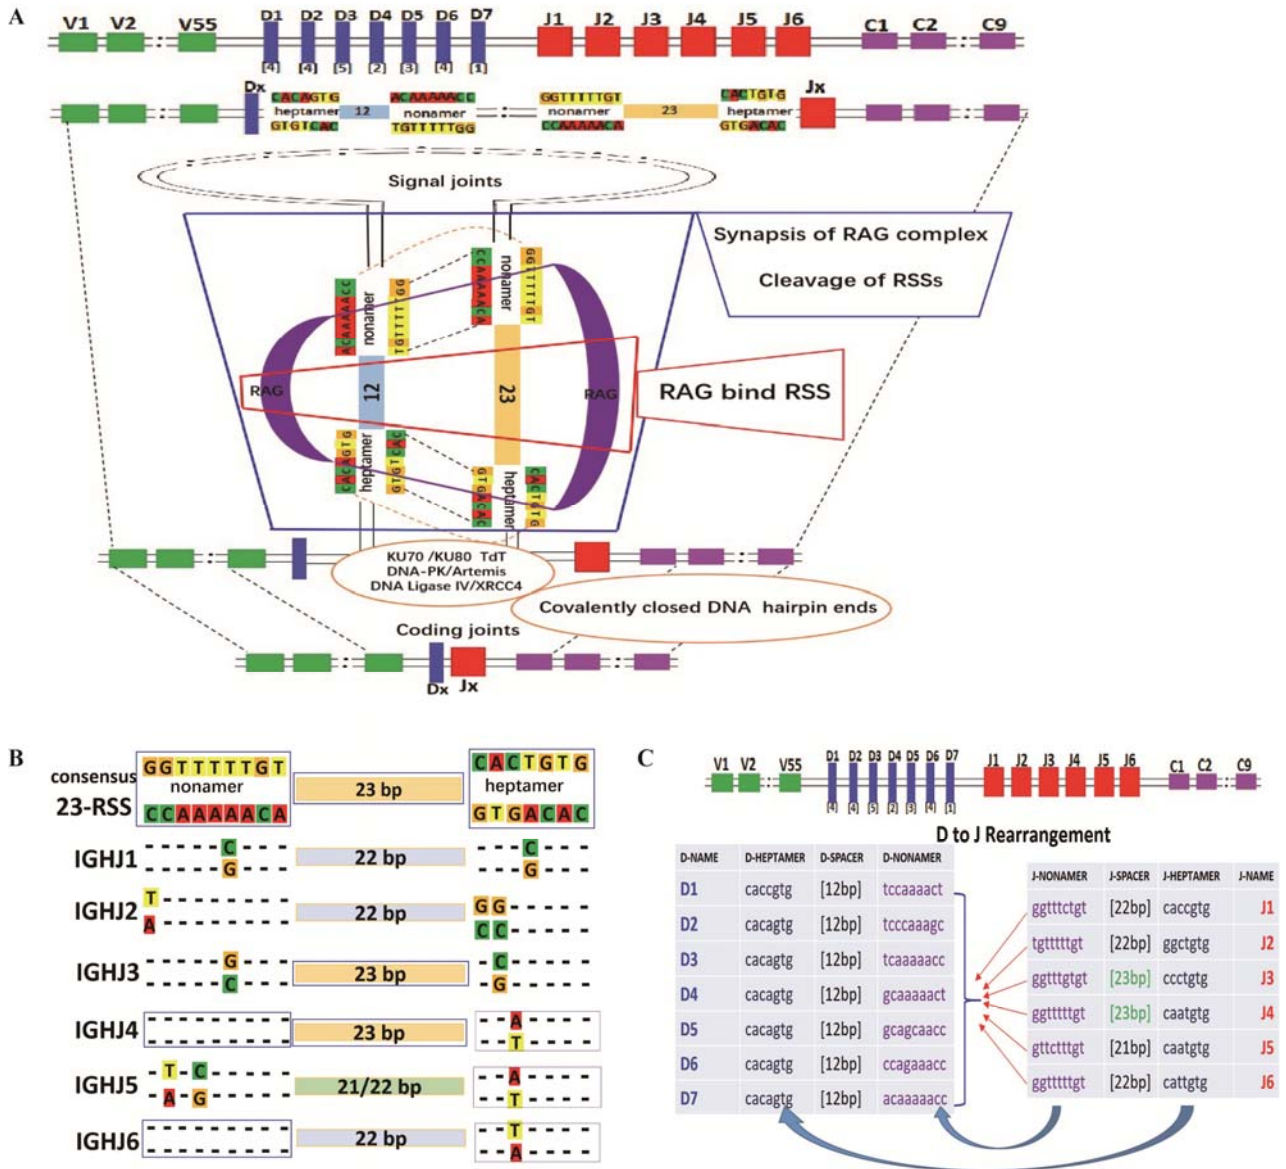 A
V1 V2 V55 D1 D2 D3 D4 D5 D6 D7 J1 J2 J3 J4 J5 J6 C1 C2 C9
[4] [4] [5] [2] [3] [4] [1]
Dx CACAGTG ACAAAAACC GGTTTTTGT CACTGTG Jx
heptamer 12 nonamer nonamer 23 heptamer
GTGTCAC TGTTTTTGG CCAAAAACA GTGACAC
Signal joints
Synapsis of RAG complex
Cleavage of RSSs
ACAAAAACC nonamer TGTTTTTGG
CCAAAAACA nonamer GGTTTTTGT
RAG 12 23 RAG
RAG bind RSS
CACAGTG heptamer GTGTCAC
GTGACAC heptamer CACTGTG
KU70 /KU80 TdT
DNA-PK/Artemis
DNA Ligase IV/XRCC4
Covalently closed DNA hairpin ends
Coding joints
Dx Jx
B
consensus
23-RSS
GGTTTTTGT CACTGTG
nonamer 23 bp heptamer
CCAAAAACA GTGACAC
IGHJ1 -----C--- 22 bp ---C---
-----G--- ---G---
IGHJ2 T-------- 22 bp GG-----
A-------- CC-----
IGHJ3 -----G--- 23 bp -C-----
-----C--- -G-----
IGHJ4 --------- 23 bp --A----
--------- --T----
IGHJ5 -T-C----- 21/22 bp --A----
-A-G----- --T----
IGHJ6 --------- 22 bp --T----
--------- --A----
C
V1 V2 V55 D1 D2 D3 D4 D5 D6 D7 J1 J2 J3 J4 J5 J6 C1 C2 C9
[4] [4] [5] [2] [3] [4] [1]
D to J Rearrangement
D-NAME D-HEPTAMER D-SPACER D-NONAMER
D1 caccgtg [12bp] tccaaaact
D2 cacagtg [12bp] tcccaaagc
D3 cacagtg [12bp] tcaaaaacc
D4 cacagtg [12bp] gcaaaaact
D5 cacagtg [12bp] gcagcaacc
D6 cacagtg [12bp] ccagaaacc
D7 cacagtg [12bp] acaaaaacc
J-NONAMER J-SPACER J-HEPTAMER J-NAME
ggtttctgt [22bp] caccgtg J1
tgtttttgt [22bp] ggctgtg J2
ggtttgtgt [23bp] ccctgtg J3
ggtttttgt [23bp] caatgtg J4
gttctttgt [21bp] caatgtg J5
ggtttttgt [22bp] cattgtg J6